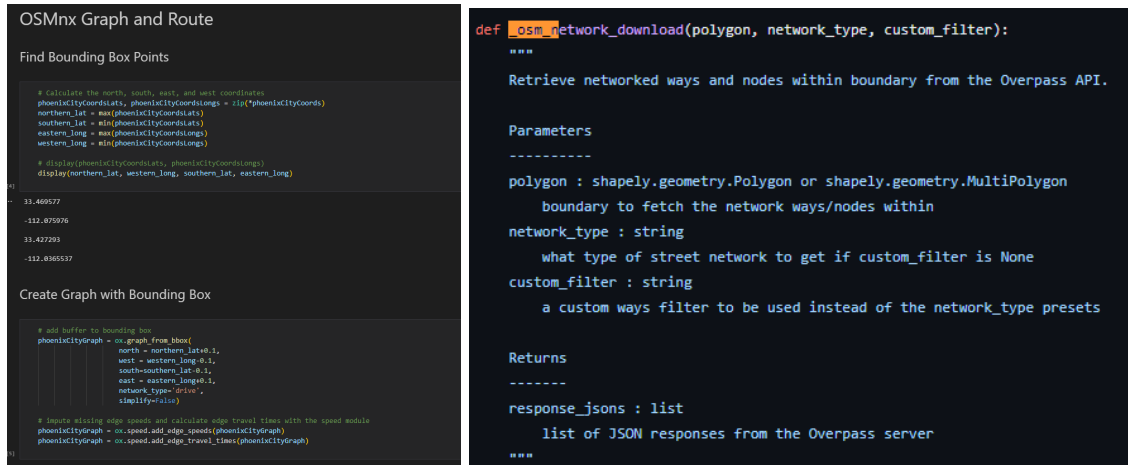 OSMnx Graph and Route
Find Bounding Box Points
# Calculate the north, south, east, and west coordinates
phoenixCityCoordsLats, phoenixCityCoordsLongs = zip(*phoenixCityCoords)
northern_lat = max(phoenixCityCoordsLats)
southern_lat = min(phoenixCityCoordsLats)
eastern_long = max(phoenixCityCoordsLongs)
western_long = min(phoenixCityCoordsLongs)
# display(phoenixCityCoordsLats, phoenixCityCoordsLongs)
display(northern_lat, western_long, southern_lat, eastern_long)
33.469577
-112.075976
33.427293
-112.0365537
Create Graph with Bounding Box
# add buffer to bounding box
phoenixCityGraph = ox.graph_from_bbox(
north = northern_lat+0.1,
west = western_long-0.1,
south=southern_lat-0.1,
east = eastern_long+0.1,
network_type='drive',
simplify=False)
# impute missing edge speeds and calculate edge travel times with the speed module
phoenixCityGraph = ox.speed.add_edge_speeds(phoenixCityGraph)
phoenixCityGraph = ox.speed.add_edge_travel_times(phoenixCityGraph)
def _osm_network_download(polygon, network_type, custom_filter):
"""
Retrieve networked ways and nodes within boundary from the Overpass API.
Parameters
----------
polygon : shapely.geometry.Polygon or shapely.geometry.MultiPolygon
boundary to fetch the network ways/nodes within
network_type : string
what type of street network to get if custom_filter is None
custom_filter : string
a custom ways filter to be used instead of the network_type presets
Returns
-------
response_jsons : list
list of JSON responses from the Overpass server
"""